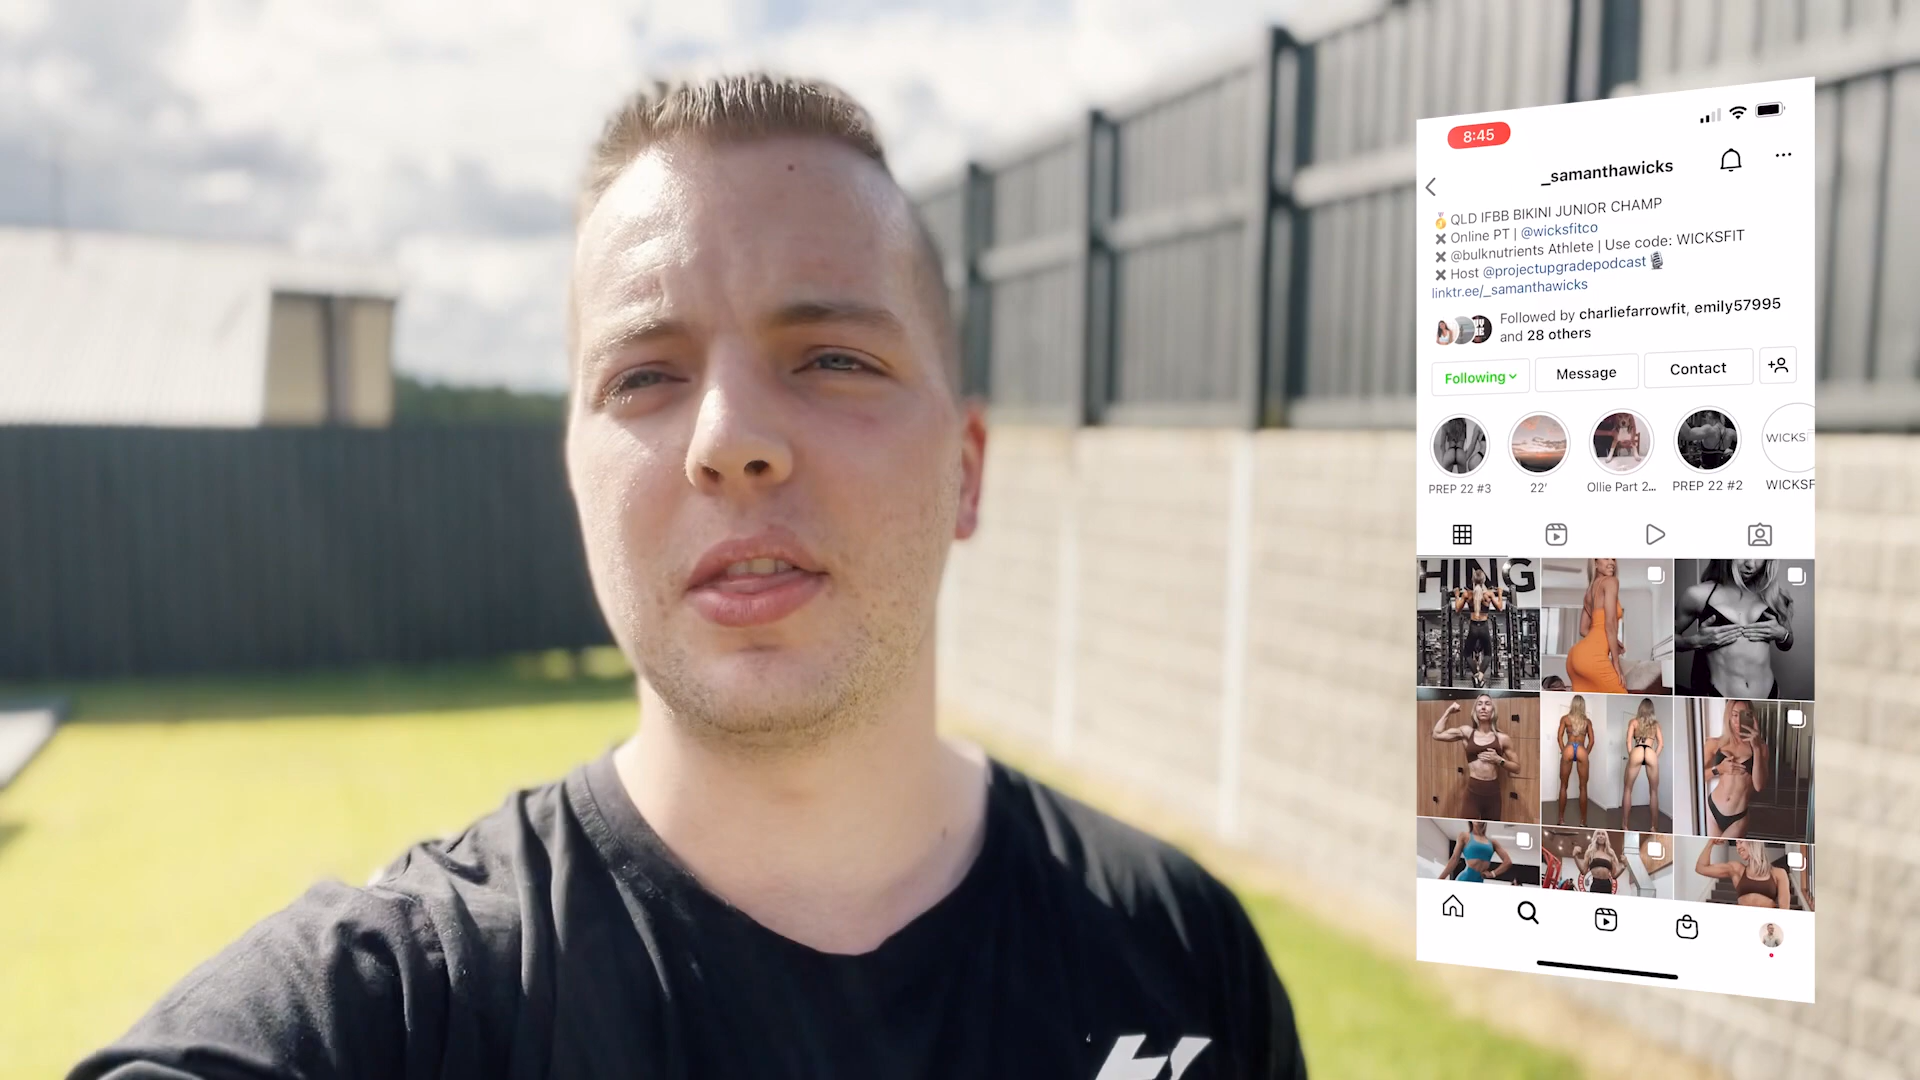 8:45
_samanthawicks
🥇 QLD IFBB BIKINI JUNIOR CHAMP
✖ Online PT | @wicksfitco
✖ @bulknutrients Athlete | Use code: WICKSFIT
✖ Host @projectupgradepodcast 🎙
linktr.ee/_samanthawicks
Followed by charliefarrowfit, emily57995
and 28 others
Following
Message
Contact
WICKSF
PREP 22 #3
22'
Ollie Part 2...
PREP 22 #2
WICKSF
HING